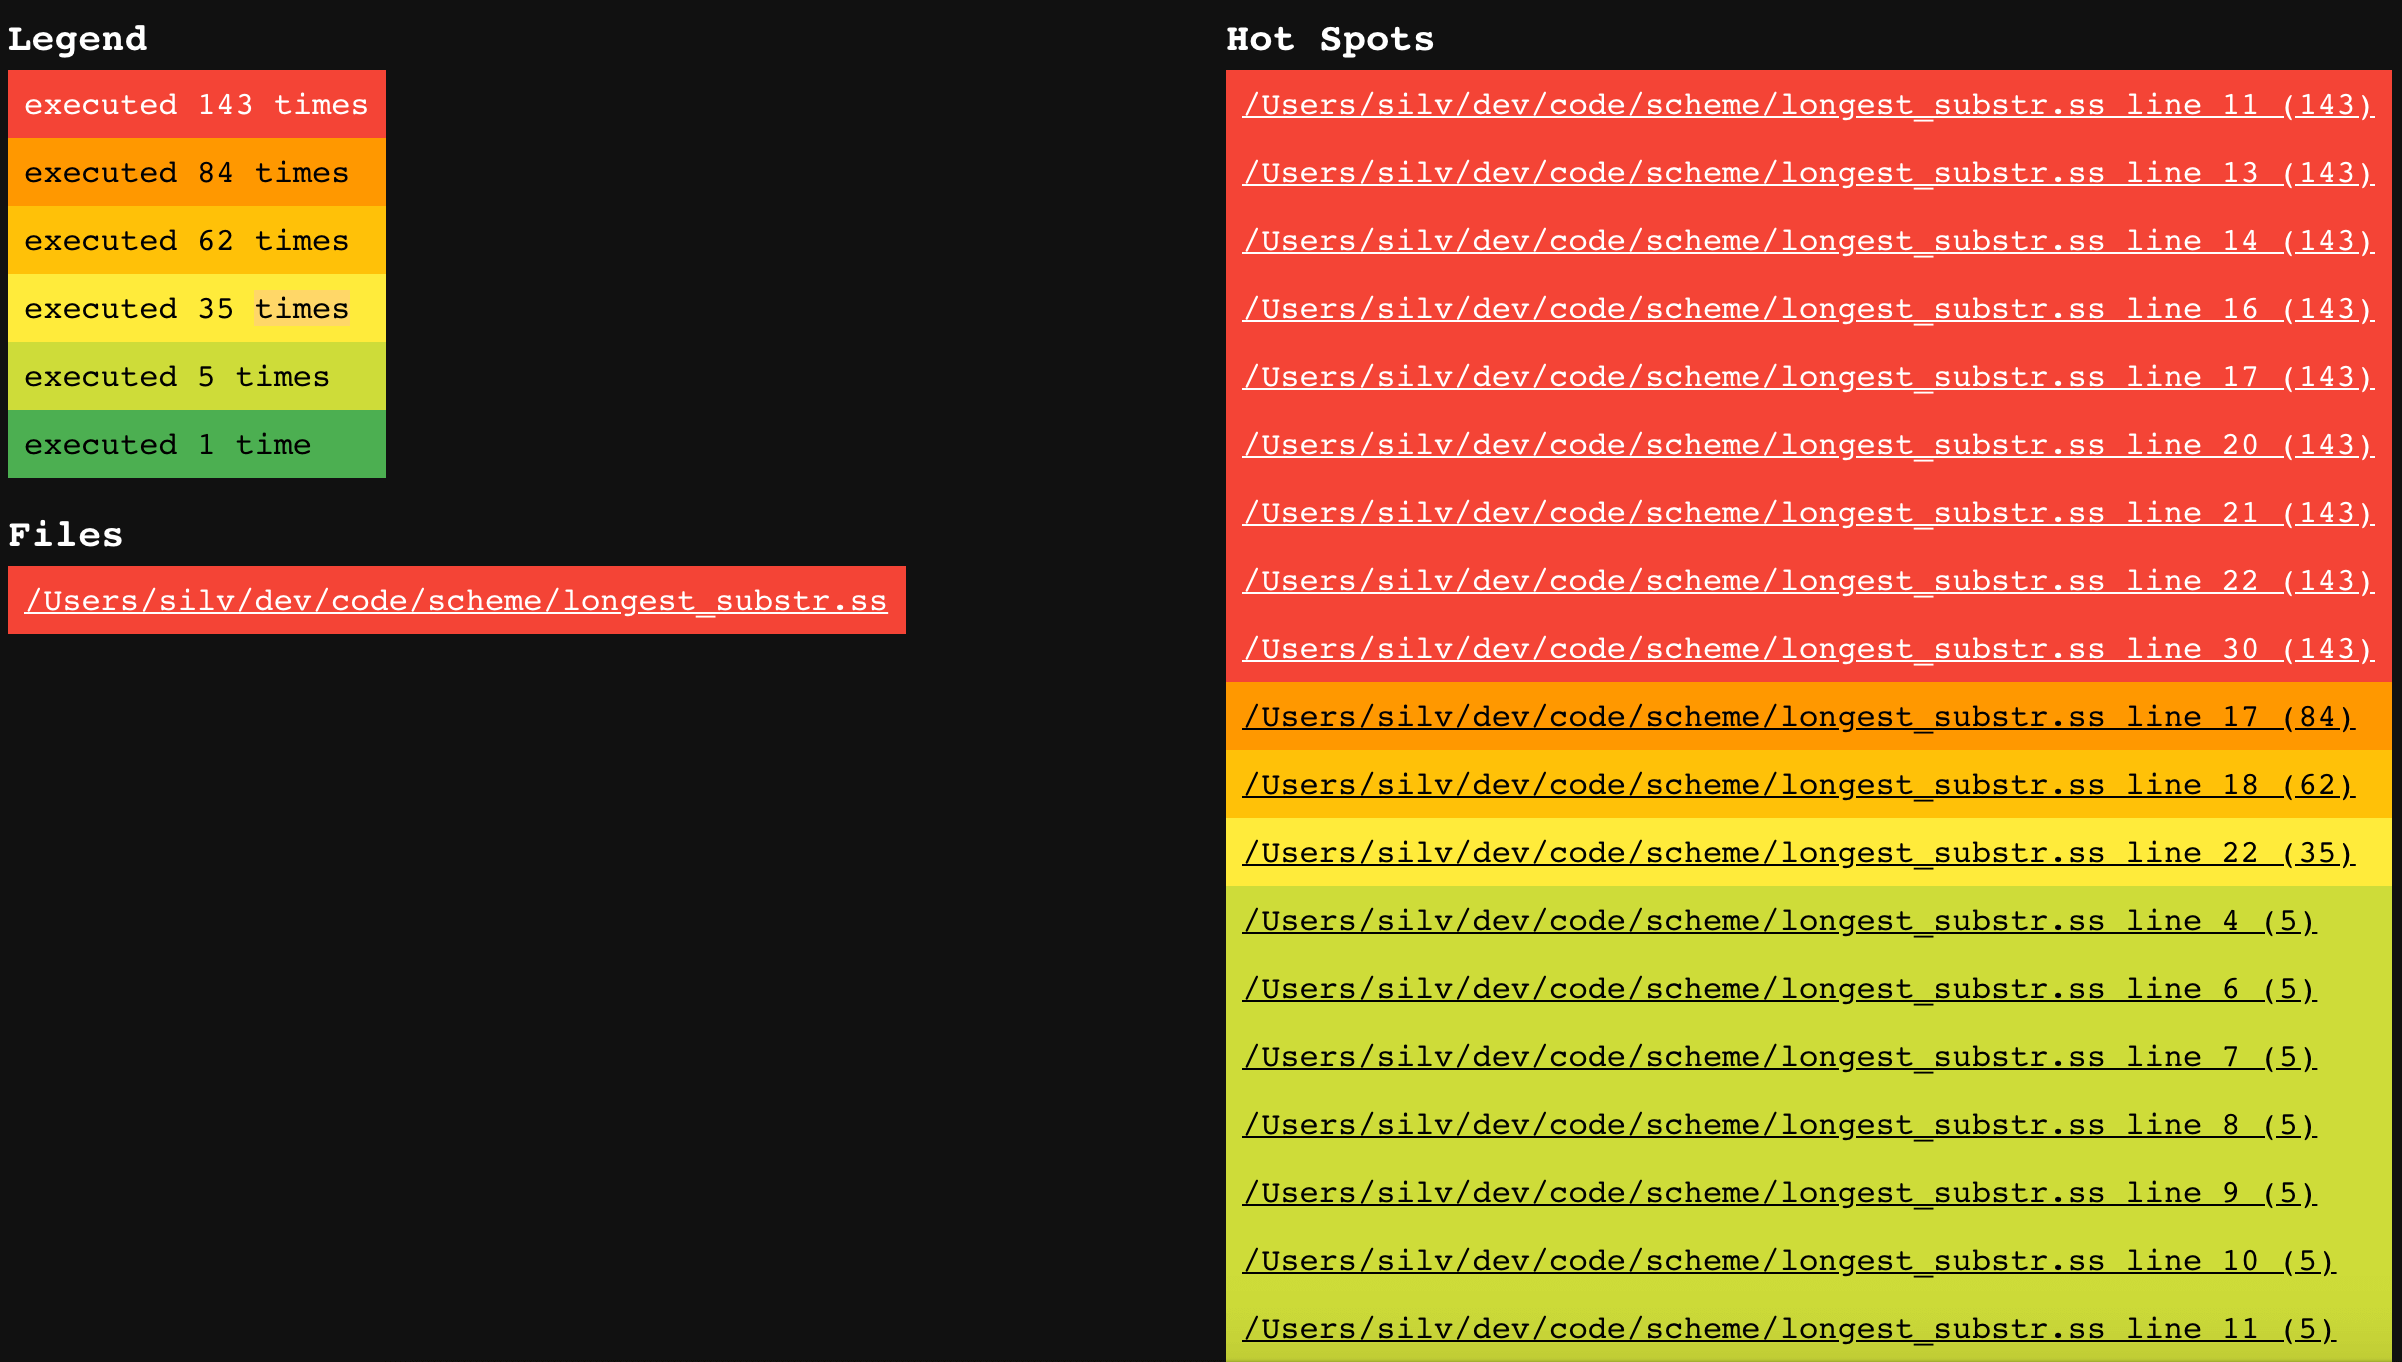 Legend
executed 143 times
executed 84 times
executed 62 times
executed 35 times
executed 5 times
executed 1 time
Files
/Users/silv/dev/code/scheme/longest_substr.ss
Hot Spots
/Users/silv/dev/code/scheme/longest_substr.ss line 11 (143)
/Users/silv/dev/code/scheme/longest_substr.ss line 13 (143)
/Users/silv/dev/code/scheme/longest_substr.ss line 14 (143)
/Users/silv/dev/code/scheme/longest_substr.ss line 16 (143)
/Users/silv/dev/code/scheme/longest_substr.ss line 17 (143)
/Users/silv/dev/code/scheme/longest_substr.ss line 20 (143)
/Users/silv/dev/code/scheme/longest_substr.ss line 21 (143)
/Users/silv/dev/code/scheme/longest_substr.ss line 22 (143)
/Users/silv/dev/code/scheme/longest_substr.ss line 30 (143)
/Users/silv/dev/code/scheme/longest_substr.ss line 17 (84)
/Users/silv/dev/code/scheme/longest_substr.ss line 18 (62)
/Users/silv/dev/code/scheme/longest_substr.ss line 22 (35)
/Users/silv/dev/code/scheme/longest_substr.ss line 4 (5)
/Users/silv/dev/code/scheme/longest_substr.ss line 6 (5)
/Users/silv/dev/code/scheme/longest_substr.ss line 7 (5)
/Users/silv/dev/code/scheme/longest_substr.ss line 8 (5)
/Users/silv/dev/code/scheme/longest_substr.ss line 9 (5)
/Users/silv/dev/code/scheme/longest_substr.ss line 10 (5)
/Users/silv/dev/code/scheme/longest_substr.ss line 11 (5)